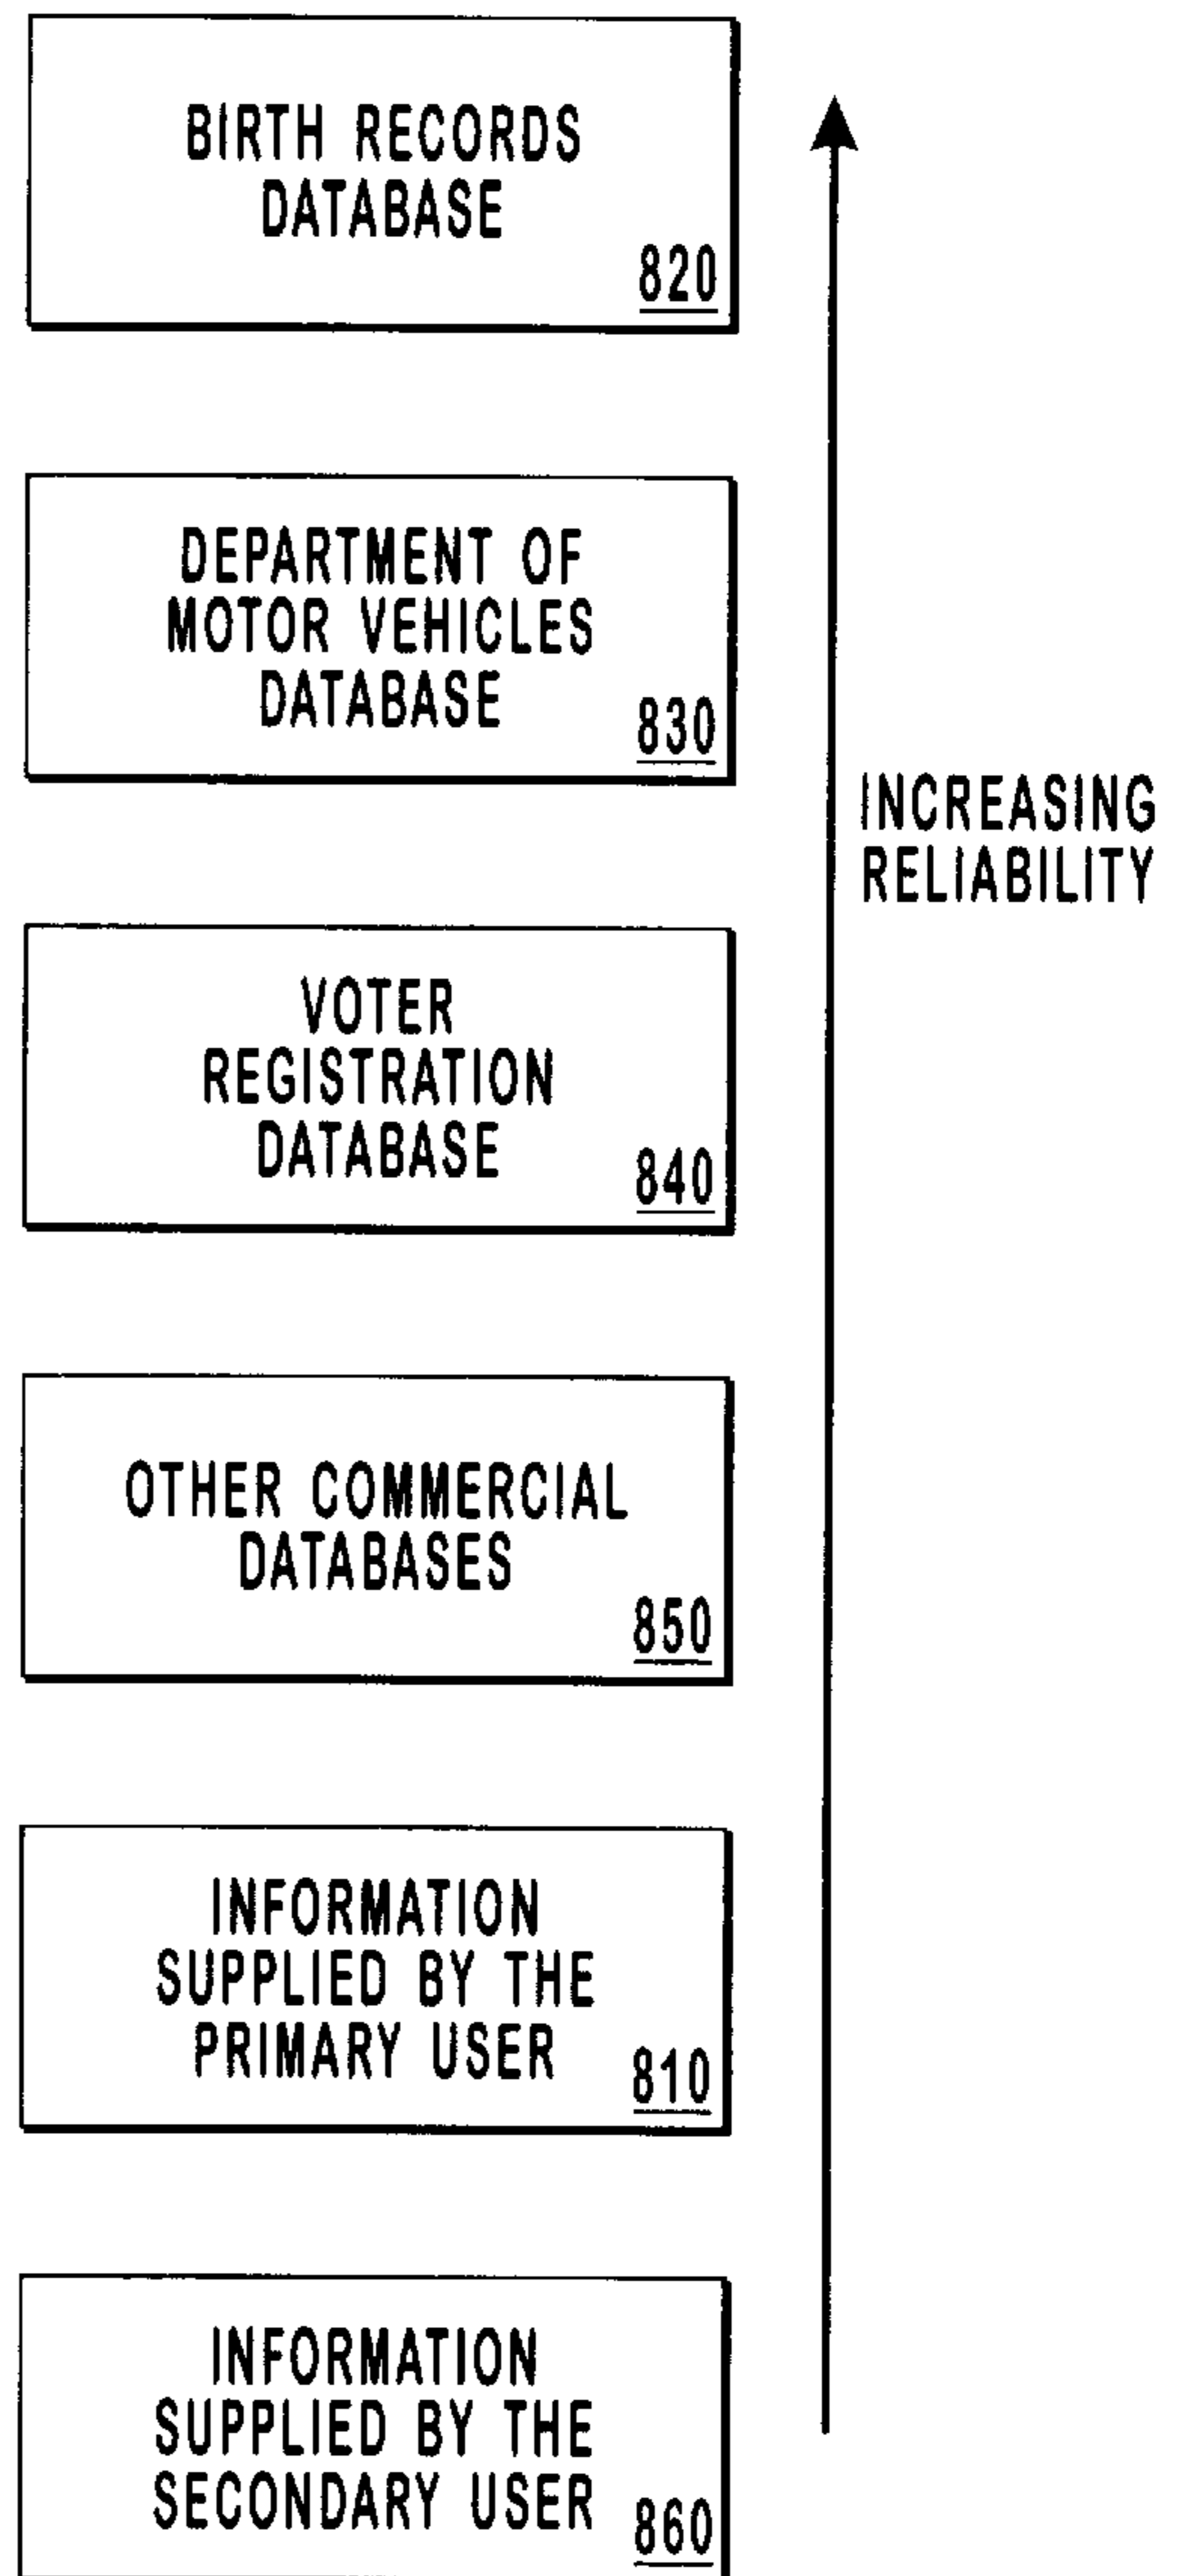 BIRTH RECORDS
DATABASE
820
DEPARTMENT OF
MOTOR VEHICLES
DATABASE
830
INCREASING
RELIABILITY
VOTER
REGISTRATION
DATABASE
840
OTHER COMMERCIAL
DATABASES
850
INFORMATION
SUPPLIED BY THE
PRIMARY USER
810
INFORMATION
SUPPLIED BY THE
SECONDARY USER
860